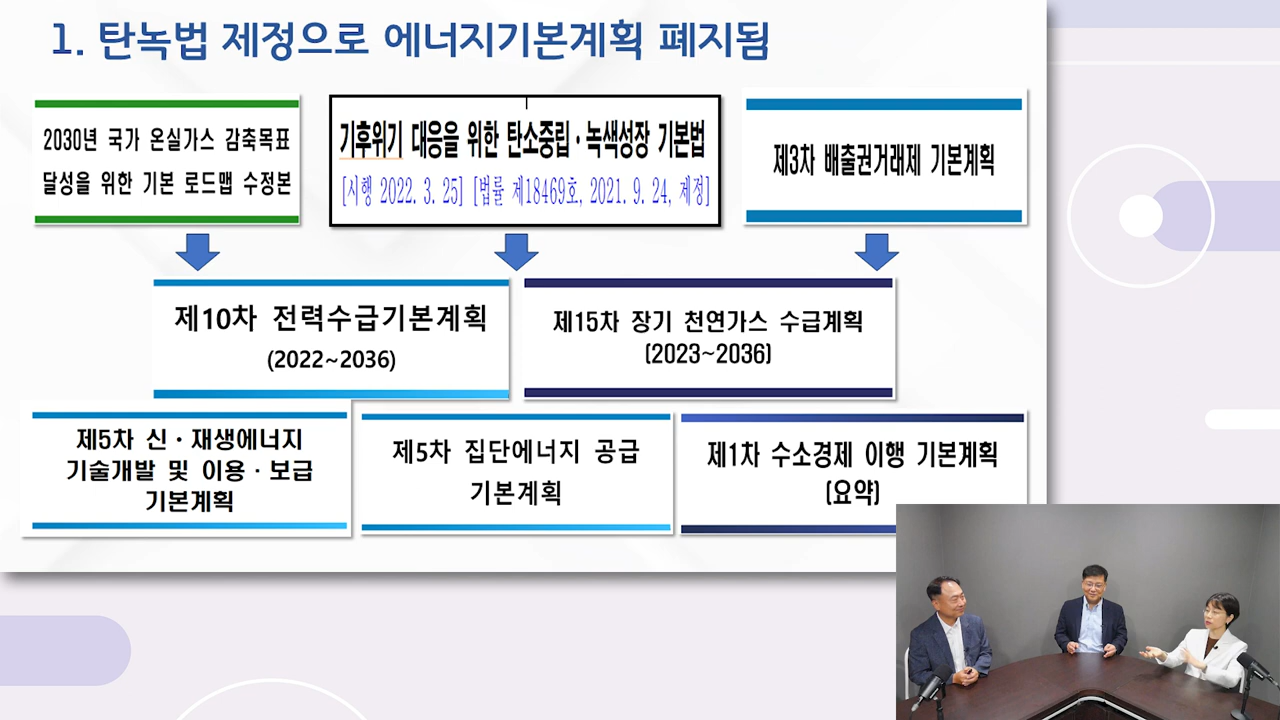 1. 탄녹법 제정으로 에너지기본계획 폐지됨
2030년 국가 온실가스 감축목표
달성을 위한 기본 로드맵 수정본
기후위기 대응을 위한 탄소중립·녹색성장 기본법
[시행 2022. 3. 25] [법률 제18469호, 2021. 9. 24, 제정]
제3차 배출권거래제 기본계획
제10차 전력수급기본계획
(2022~2036)
제15차 장기 천연가스 수급계획
(2023~2036)
제5차 신·재생에너지
기술개발 및 이용·보급
기본계획
제5차 집단에너지 공급
기본계획
제1차 수소경제 이행 기본계획
(요약)